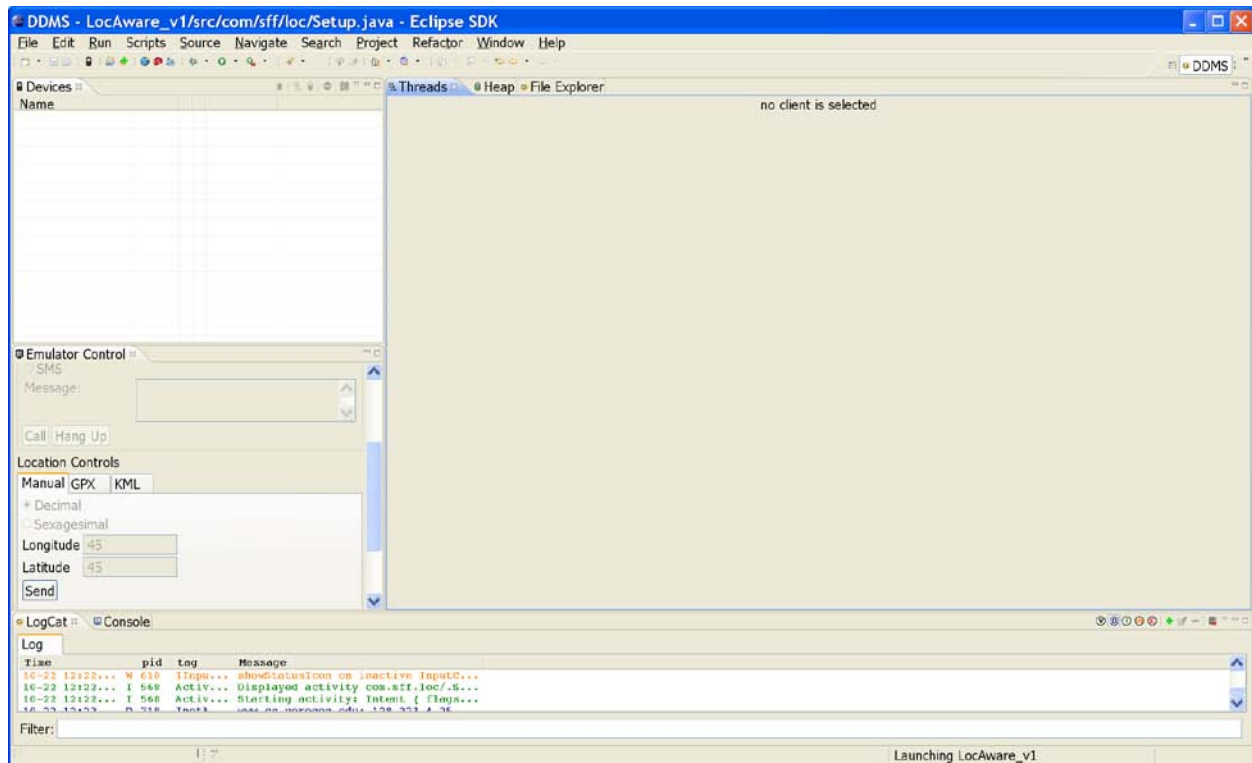 DDMS - LocAware_v1/src/com/sff/loc/Setup.java - Eclipse SDK
File Edit Run Scripts Source Navigate Search Project Refactor Window Help
DDMS
Devices
Threads Heap File Explorer
Name
no client is selected
Emulator Control
SMS
Message:
Call Hang Up
Location Controls
Manual GPX KML
Decimal
Sexagesimal
Longitude 45
Latitude 45
Send
LogCat Console
Log
Time pid tag Message
10-22 12:22... W 610 IInpu... showStatusIcon on inactive InputC...
10-22 12:22... I 568 Activ... Displayed activity com.sff.loc/.S...
10-22 12:22... I 568 Activ... Starting activity: Intent { flags...
Filter:
Launching LocAware_v1